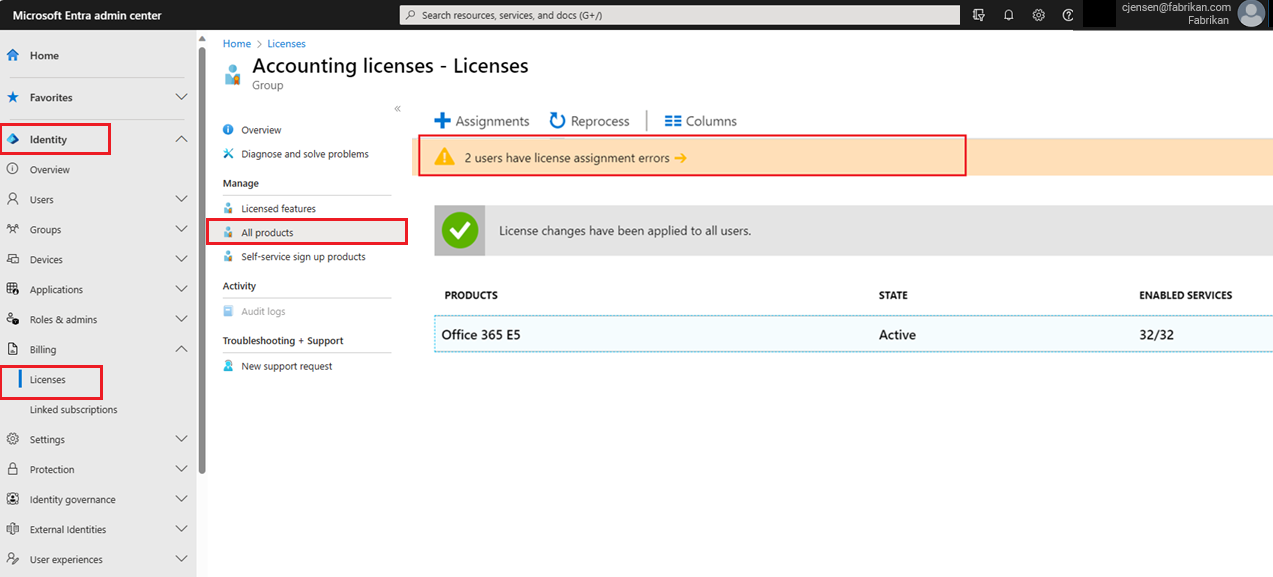 Microsoft Entra admin center
Search resources, services, and docs (G+/)
cjensen@fabrikan.com
Fabrikan
Home
Favorites
Identity
Overview
Users
Groups
Devices
Applications
Roles & admins
Billing
Licenses
Linked subscriptions
Settings
Protection
Identity governance
External Identities
User experiences
Home > Licenses
Accounting licenses - Licenses
Group
«
Overview
Diagnose and solve problems
Manage
Licensed features
All products
Self-service sign up products
Activity
Audit logs
Troubleshooting + Support
New support request
Assignments Reprocess Columns
2 users have license assignment errors →
License changes have been applied to all users.
PRODUCTS STATE ENABLED SERVICES
Office 365 E5 Active 32/32